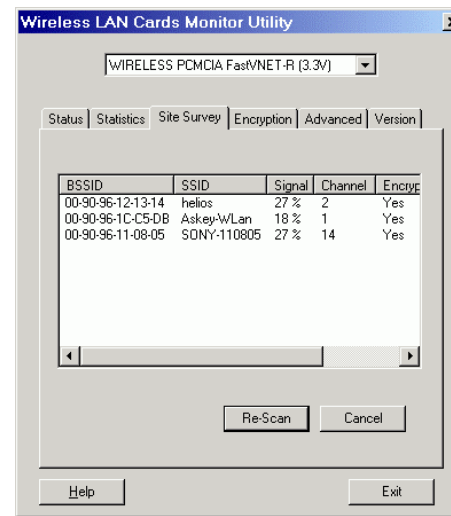 Wireless LAN Cards Monitor Utility
WIRELESS PCMCIA FastVNET-R (3.3V)
Status Statistics Site Survey Encryption Advanced Version
BSSID SSID Signal Channel Encryp
00-90-96-12-13-14 helios 27 % 2 Yes
00-90-96-1C-C5-DB Askey-WLan 18 % 1 Yes
00-90-96-11-08-05 SONY-110805 27 % 14 Yes
Re-Scan Cancel
Help Exit